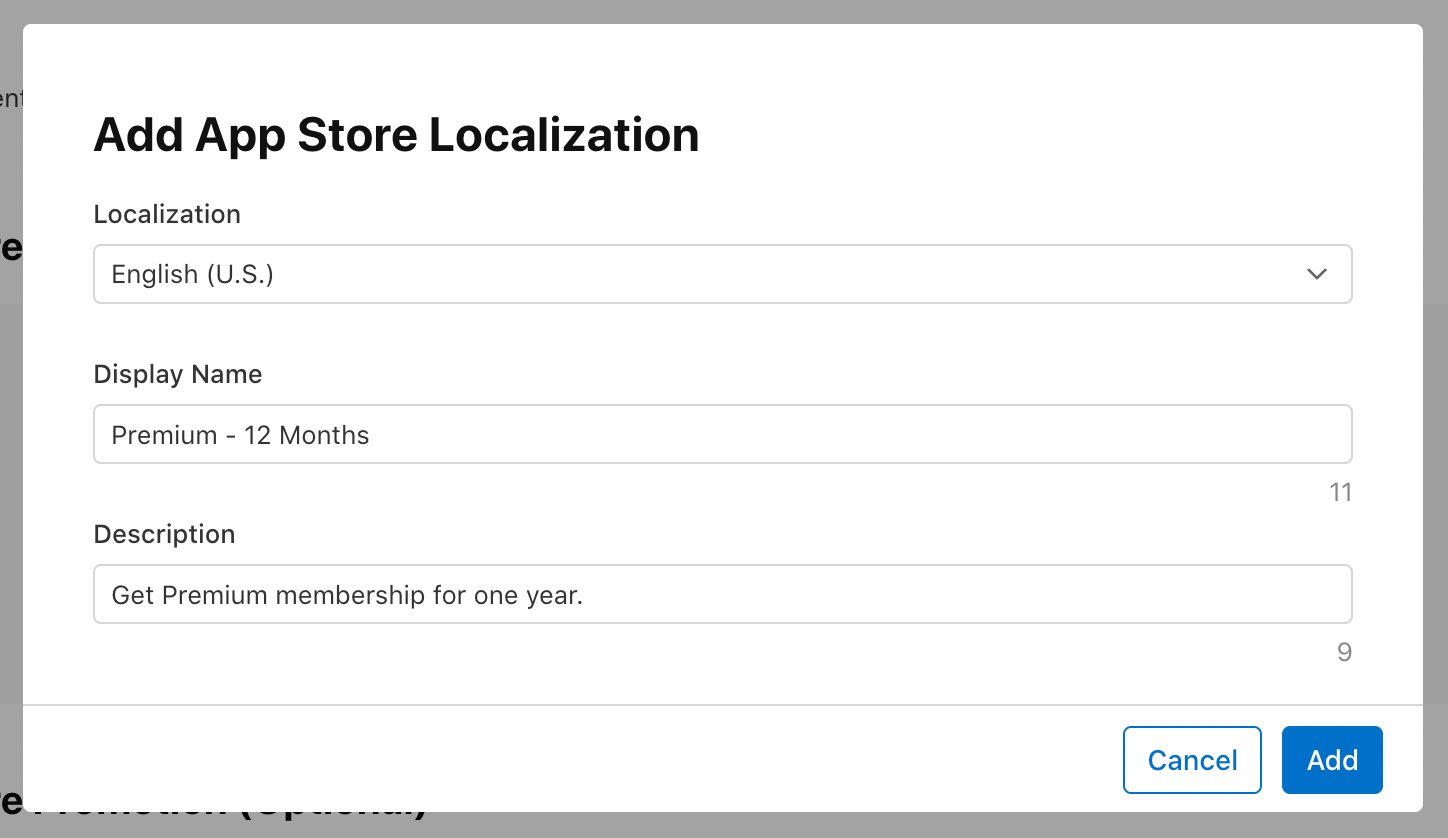 Add App Store Localization
Localization
English (U.S.)
Display Name
Premium - 12 Months
11
Description
Get Premium membership for one year.
9
Cancel
Add